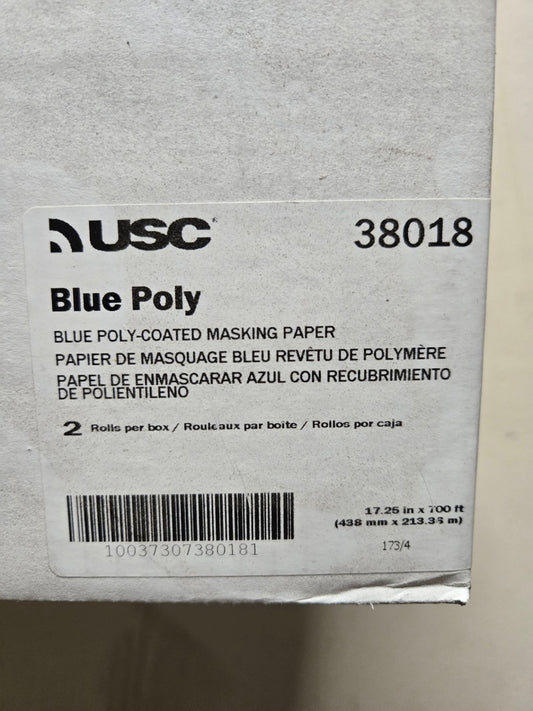 USC 38018
Blue Poly
BLUE POLY-COATED MASKING PAPER
PAPIER DE MASQUAGE BLEU REVÊTU DE POLYMÈRE
PAPEL DE ENMASCARAR AZUL CON RECUBRIMIENTO
DE POLIENTILENO
2 Rolls per box / Rouleaux par boite / Rollos por caja
17.25 in x 700 ft
(438 mm x 213.36 m)
10037307380181
173/4